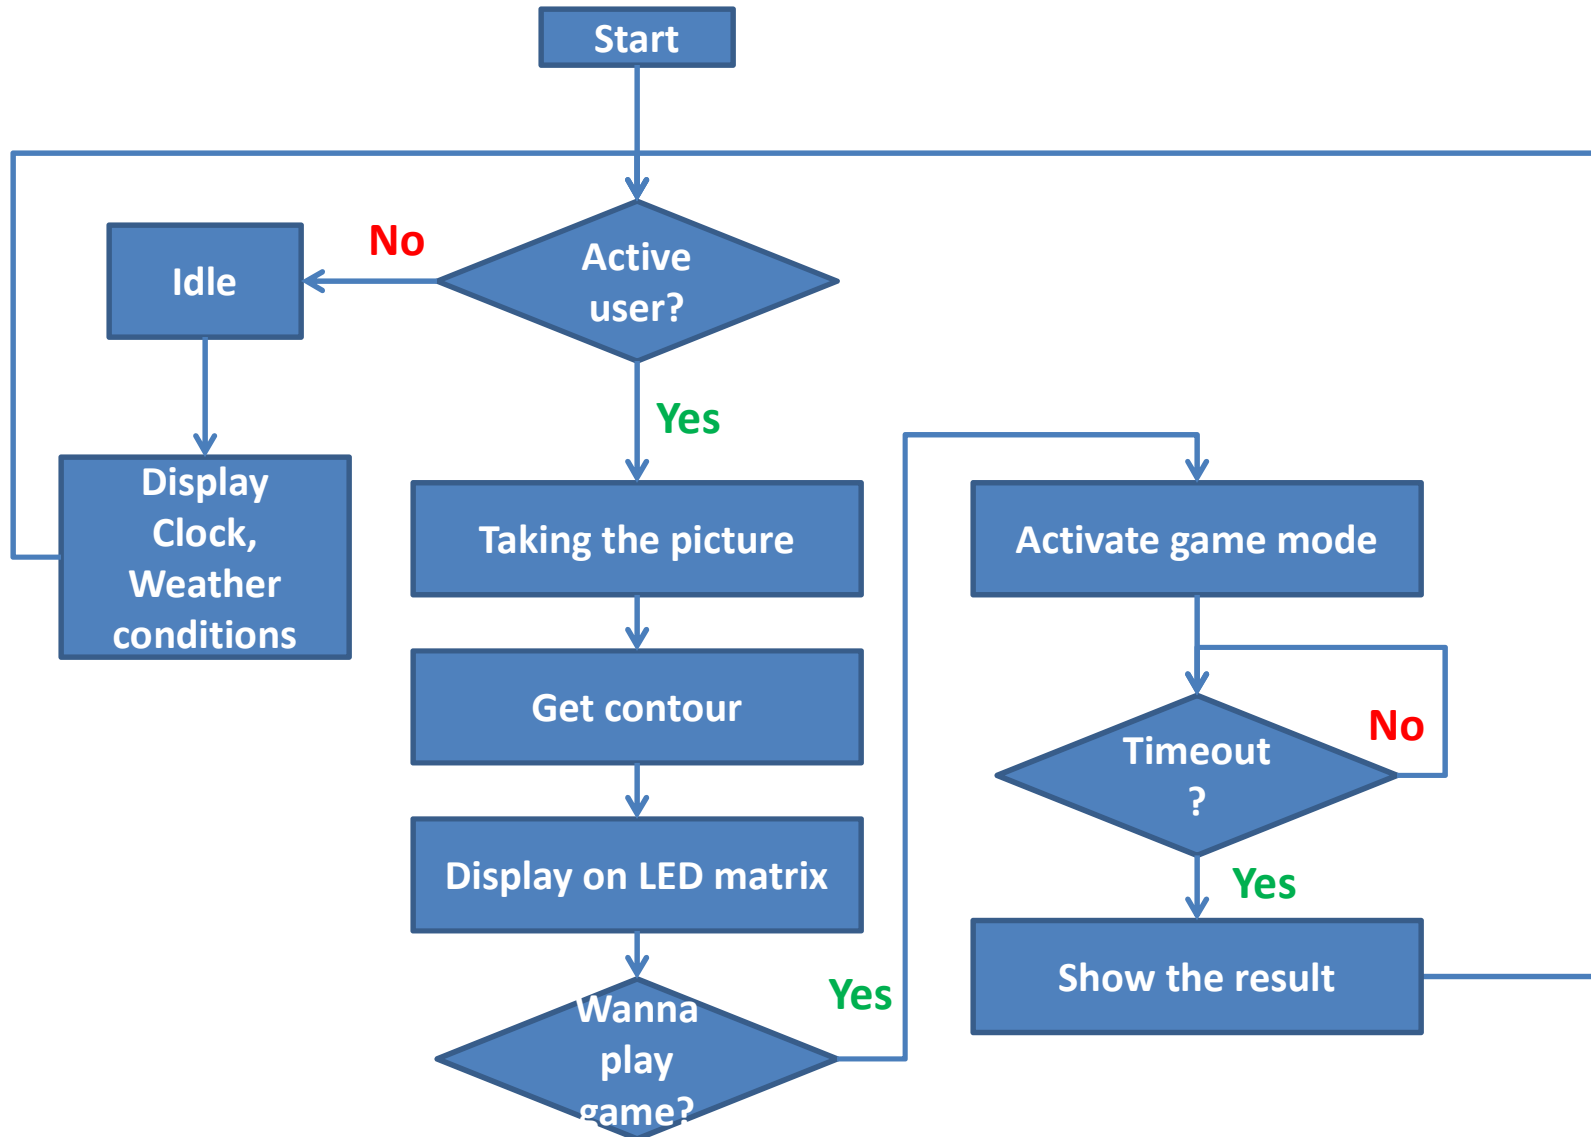 Start
No
Active
user?
Idle
Yes
Display
Clock,
Weather
conditions
Taking the picture
Activate game mode
Get contour
No
Timeout
?
Display on LED matrix
Yes
Show the result
Yes
Wanna
play
game?